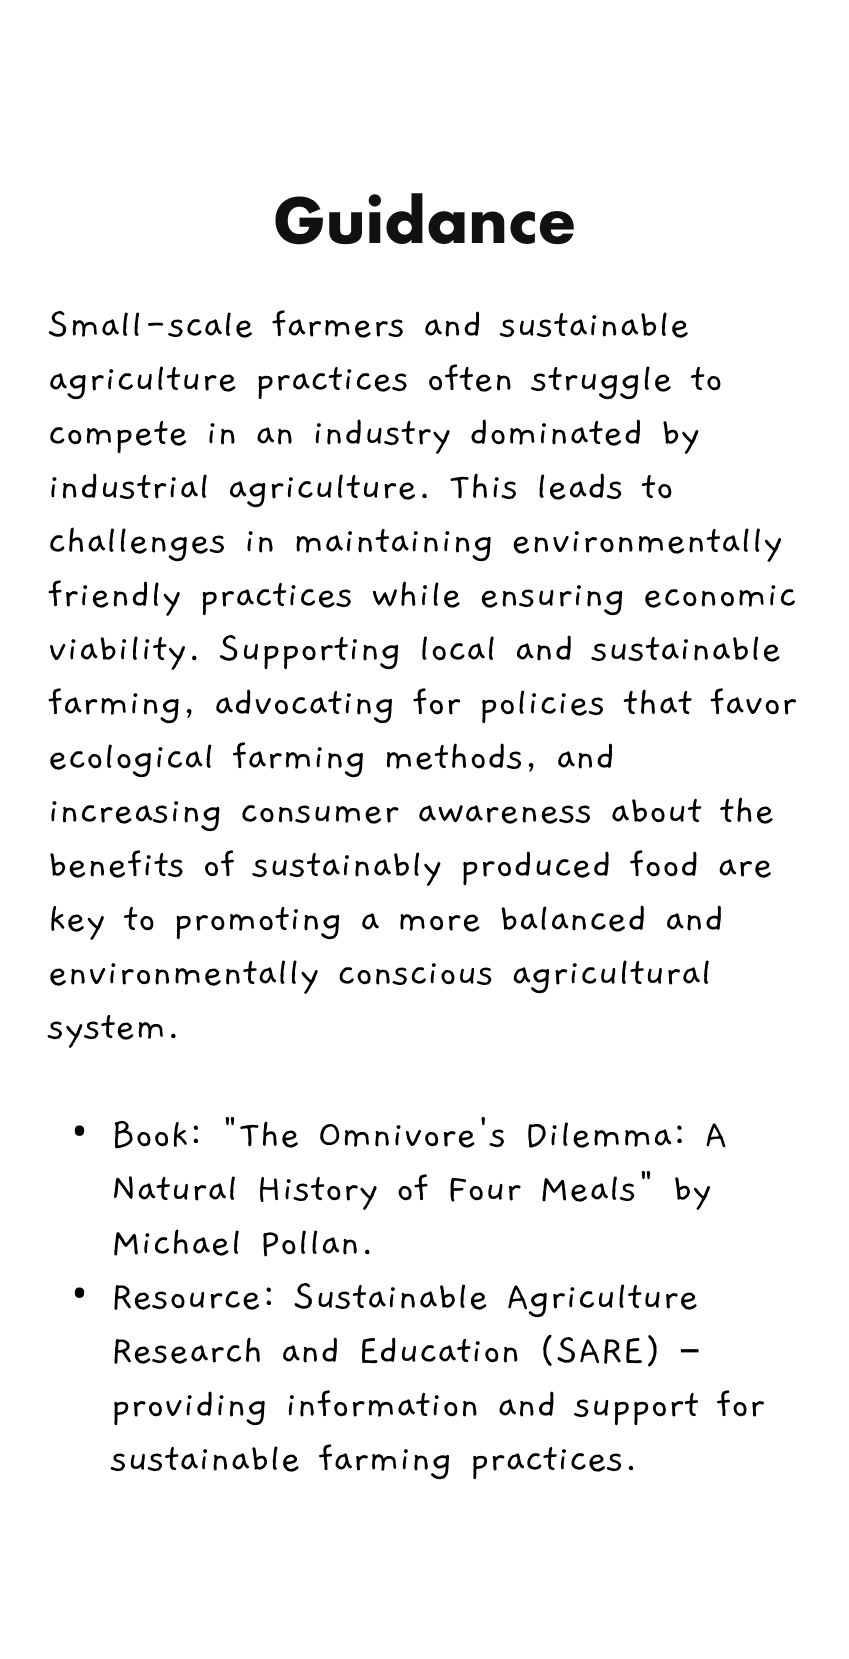 Guidance
Small-scale farmers and sustainable
agriculture practices often struggle to
compete in an industry dominated by
industrial agriculture. This leads to
challenges in maintaining environmentally
friendly practices while ensuring economic
viability. Supporting local and sustainable
farming, advocating for policies that favor
ecological farming methods, and
increasing consumer awareness about the
benefits of sustainably produced food are
key to promoting a more balanced and
environmentally conscious agricultural
system.
• Book: "The Omnivore's Dilemma: A
Natural History of Four Meals" by
Michael Pollan.
• Resource: Sustainable Agriculture
Research and Education (SARE) –
providing information and support for
sustainable farming practices.